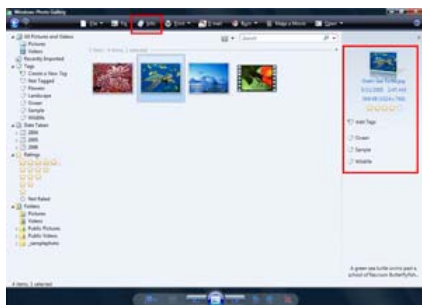 Windows Photo Gallery
File
Fix
Info
Print
E-mail
Burn
Make a Movie
Open
All Pictures and Videos
Pictures
Videos
Recently Imported
Tags
Create a New Tag
Not Tagged
Flowers
Landscape
Ocean
Sample
Wildlife
Date Taken
2004
2005
2006
Ratings
Not Rated
Folders
Pictures
Videos
Public Pictures
Public Videos
Search
Add Tags
Ocean
Sample
Wildlife
A green sea turtle swims past a
school of Raccoon Butterflyfish...
4 items, 1 selected